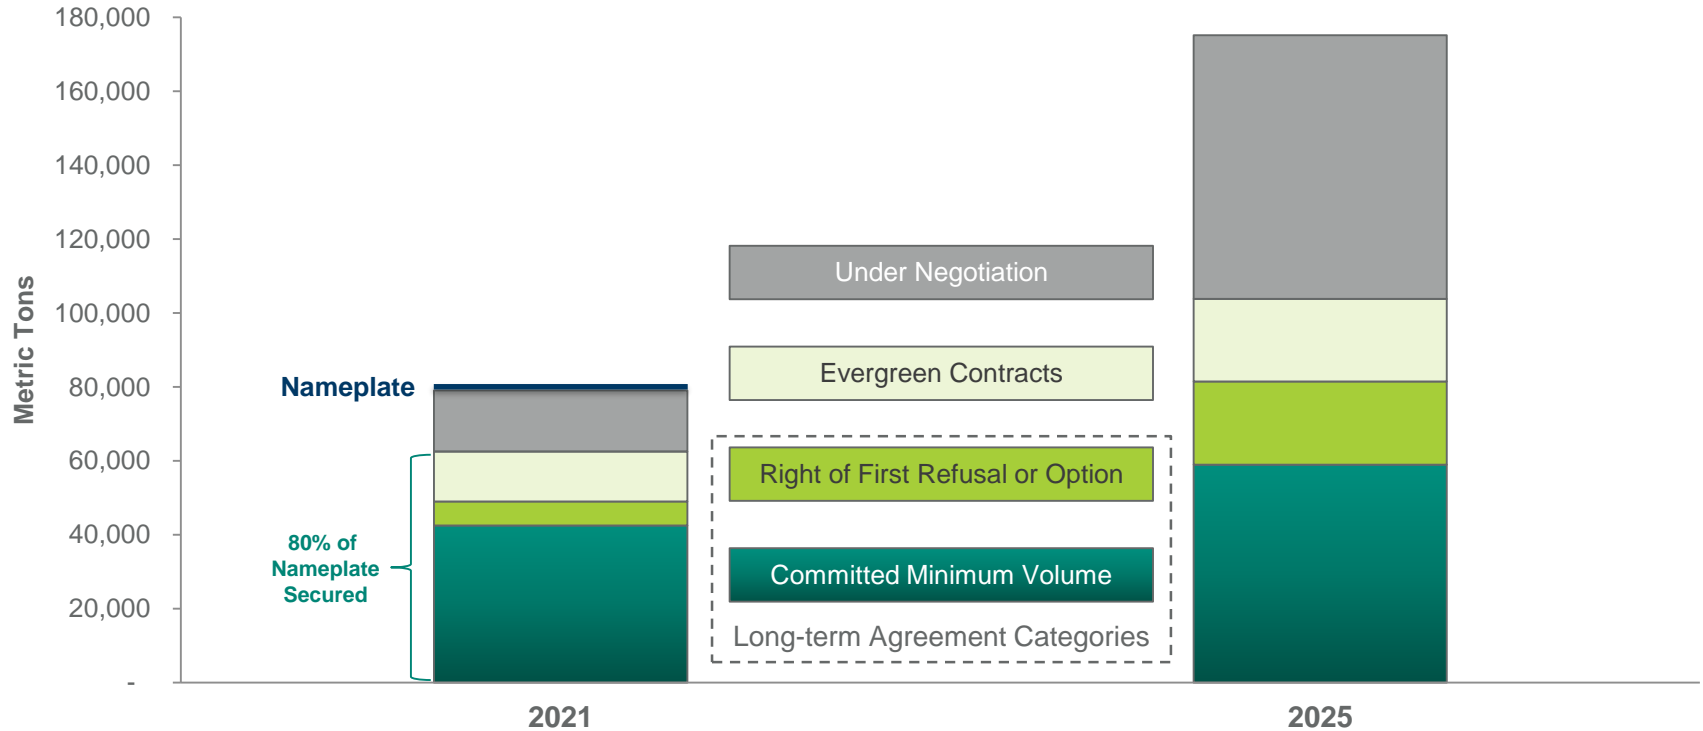 180,000
160,000
140,000
120,000
100,000
80,000
60,000
40,000
20,000
-
Metric Tons
Nameplate
80% of
Nameplate
Secured
Under Negotiation
Evergreen Contracts
Right of First Refusal or Option
Committed Minimum Volume
Long-term Agreement Categories
2021
2025